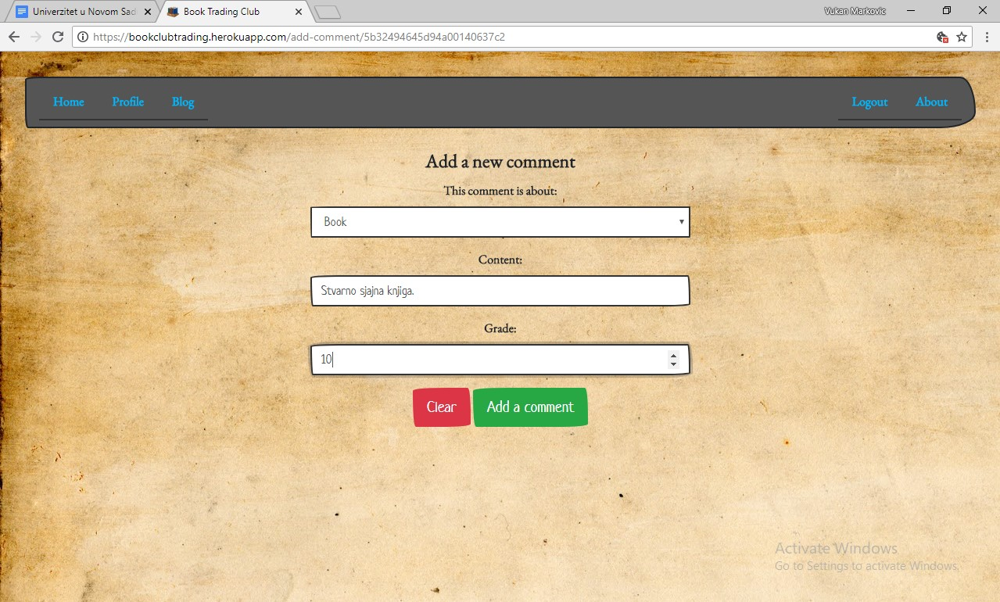 Univerzitet u Novom Sad
Book Trading Club
Vukan Markovic
https://bookclubtrading.herokuapp.com/add-comment/5b32494645d94a00140637c2
Home Profile Blog Logout About
Add a new comment
This comment is about:
Book
Content:
Stvarno sjajna knjiga.
Grade:
10
Clear Add a comment
Activate Windows
Go to Settings to activate Windows.